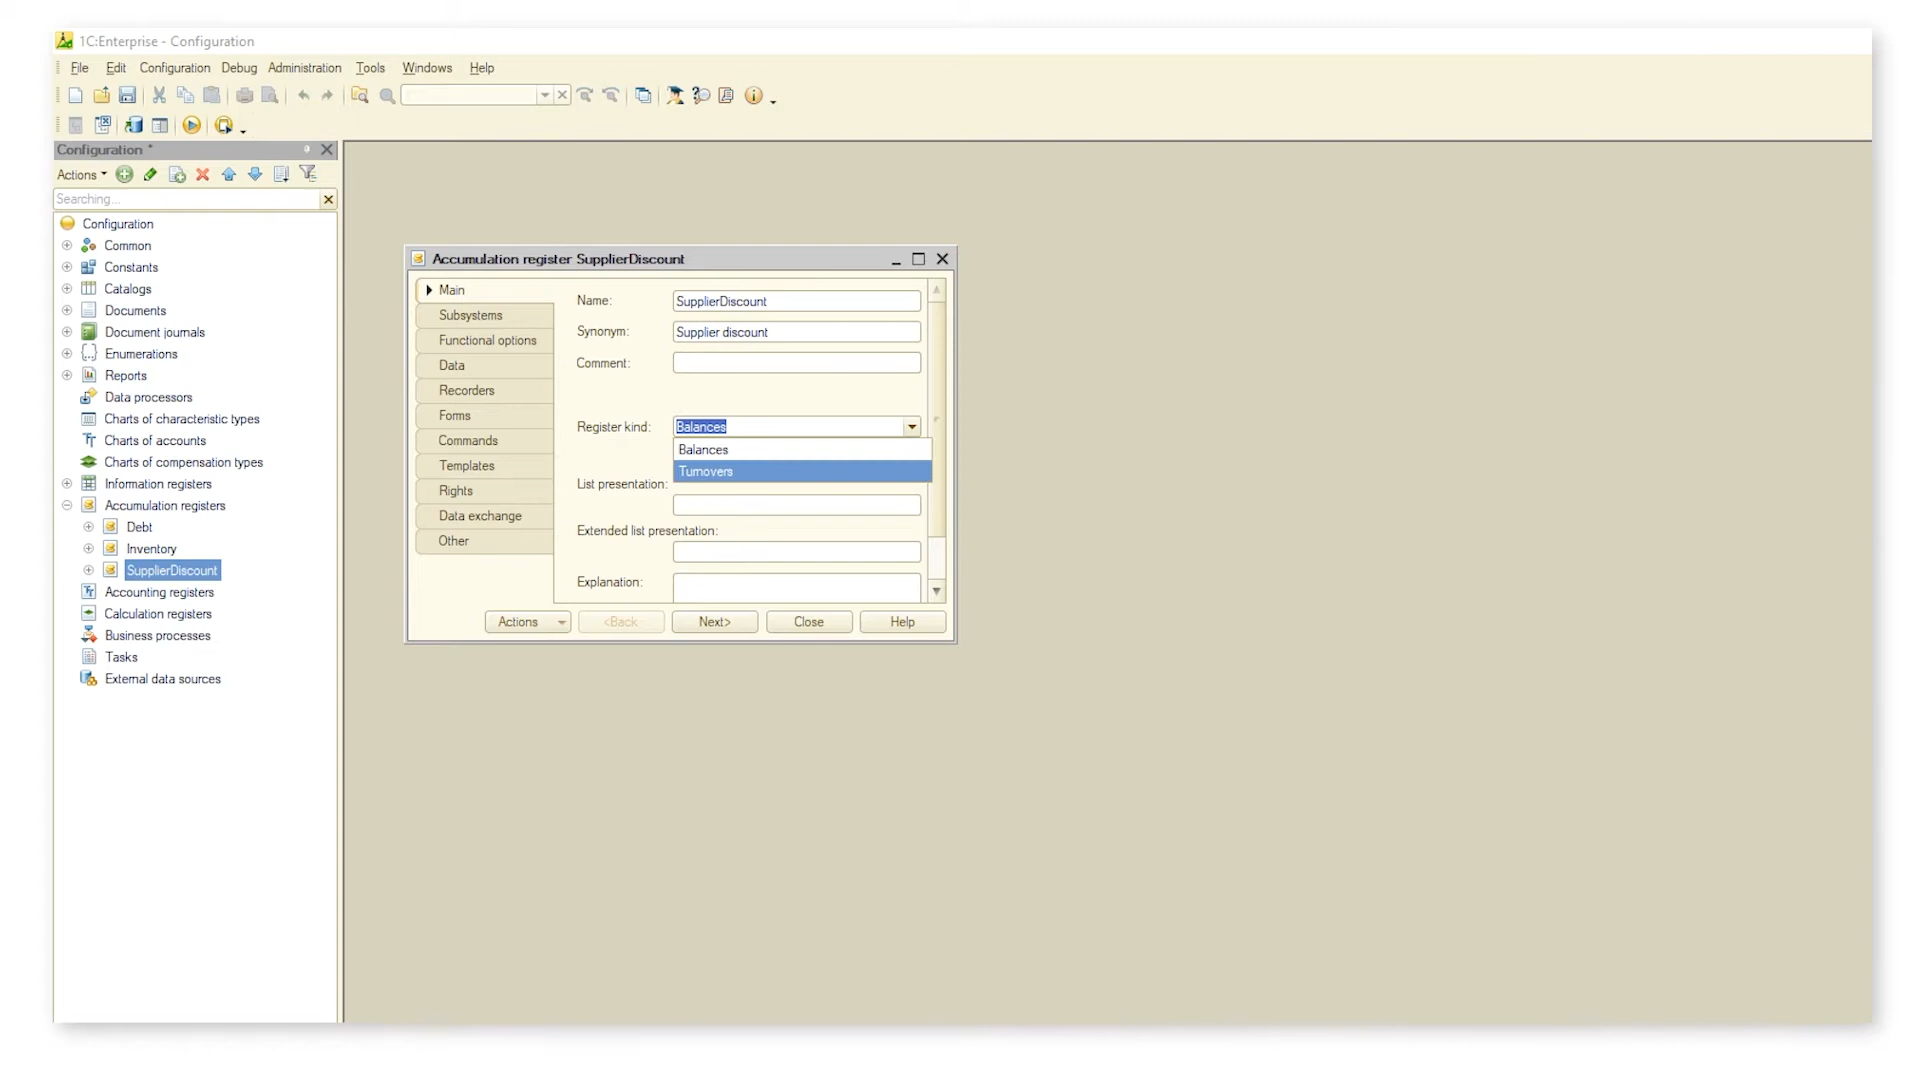 1C:Enterprise - Configuration
File Edit Configuration Debug Administration Tools Windows Help
Configuration *
Actions
Searching...
Configuration
Common
Constants
Catalogs
Documents
Document journals
Enumerations
Reports
Data processors
Charts of characteristic types
Charts of accounts
Charts of compensation types
Information registers
Accumulation registers
Debt
Inventory
SupplierDiscount
Accounting registers
Calculation registers
Business processes
Tasks
External data sources
Accumulation register SupplierDiscount
Main
Subsystems
Functional options
Data
Recorders
Forms
Commands
Templates
Rights
Data exchange
Other
Name: SupplierDiscount
Synonym: Supplier discount
Comment:
Register kind: Balances
Balances
Turnovers
List presentation:
Extended list presentation:
Explanation:
Actions <Back Next> Close Help